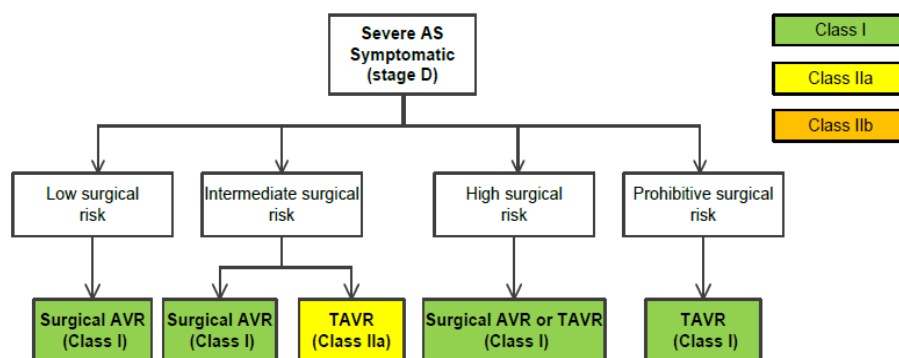 Severe AS
Symptomatic
(stage D)
Class I
Class IIa
Class IIb
Low surgical
risk
Intermediate surgical
risk
High surgical
risk
Prohibitive surgical
risk
Surgical AVR
(Class I)
Surgical AVR
(Class I)
TAVR
(Class IIa)
Surgical AVR or TAVR
(Class I)
TAVR
(Class I)